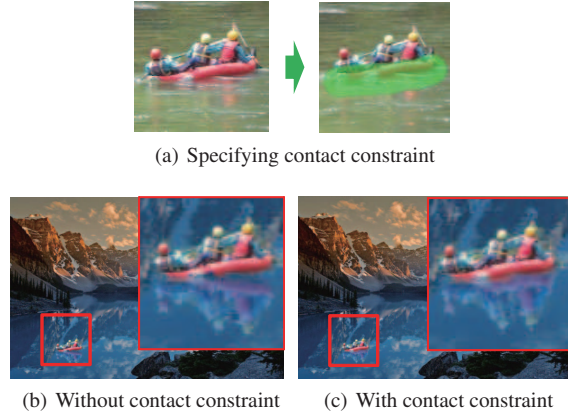 (a) Specifying contact constraint
(b) Without contact constraint
(c) With contact constraint